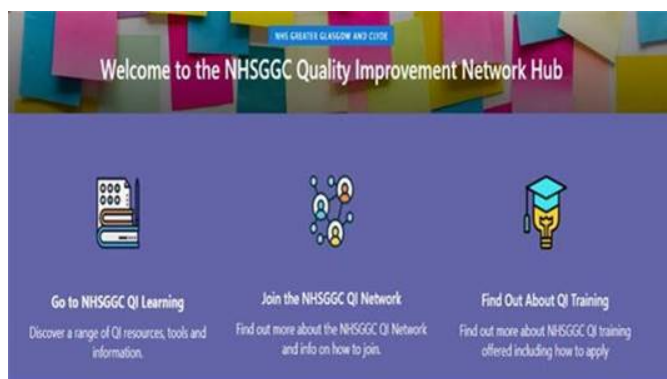 NHS GREATER GLASGOW AND CLYDE
Welcome to the NHSGGC Quality Improvement Network Hub
Go to NHSGGC QI Learning
Discover a range of QI resources, tools and
information.
Join the NHSGGC QI Network
Find out more about the NHSGGC QI Network
and info on how to join.
Find Out About QI Training
Find out more about NHSGGC QI training
offered including how to apply